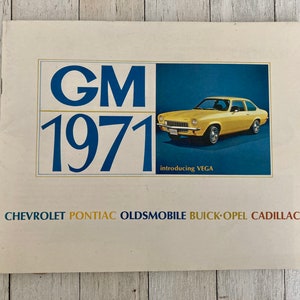 GM
1971
introducing VEGA
CHEVROLET PONTIAC OLDSMOBILE BUICK•OPEL CADILLAC